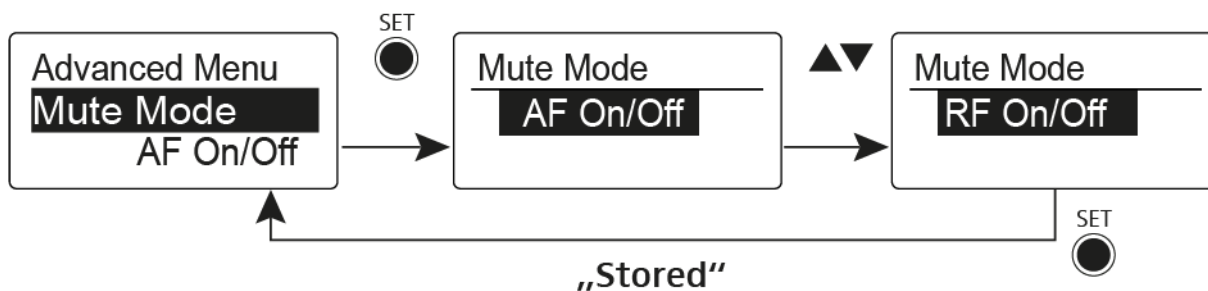 SET
Advanced Menu
Mute Mode
AF On/Off
Mute Mode
AF On/Off
Mute Mode
RF On/Off
SET
„Stored“